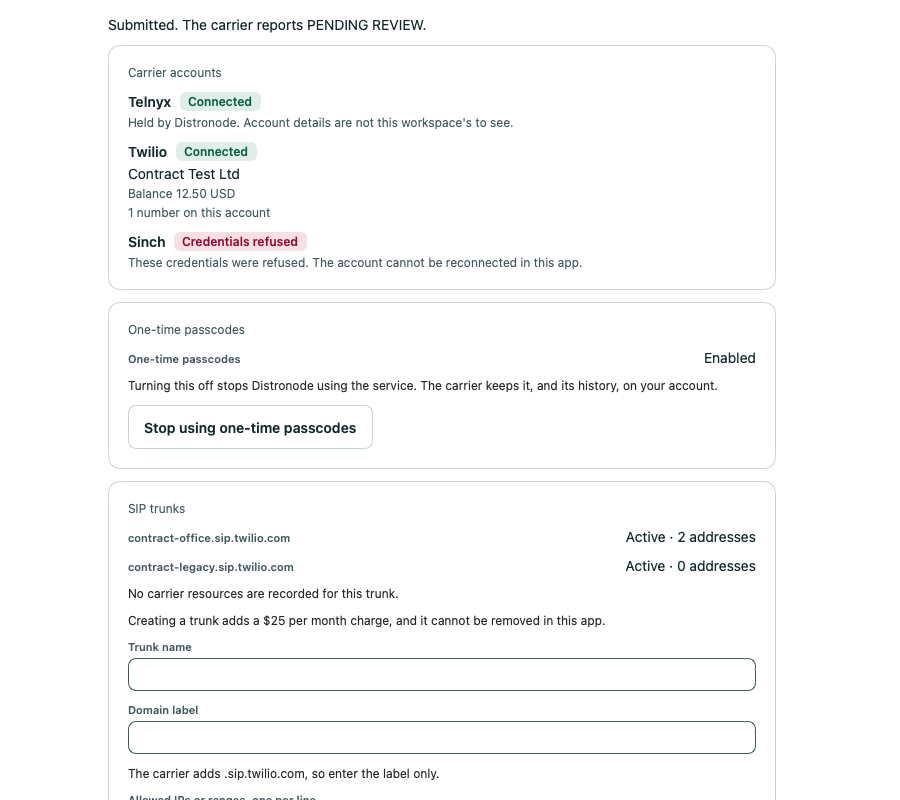 Submitted. The carrier reports PENDING REVIEW.
Carrier accounts
Telnyx Connected
Held by Distronode. Account details are not this workspace's to see.
Twilio Connected
Contract Test Ltd
Balance 12.50 USD
1 number on this account
Sinch Credentials refused
These credentials were refused. The account cannot be reconnected in this app.
One-time passcodes
One-time passcodes Enabled
Turning this off stops Distronode using the service. The carrier keeps it, and its history, on your account.
Stop using one-time passcodes
SIP trunks
contract-office.sip.twilio.com Active · 2 addresses
contract-legacy.sip.twilio.com Active · 0 addresses
No carrier resources are recorded for this trunk.
Creating a trunk adds a $25 per month charge, and it cannot be removed in this app.
Trunk name
Domain label
The carrier adds .sip.twilio.com, so enter the label only.
Allowed IPs or ranges, one per line